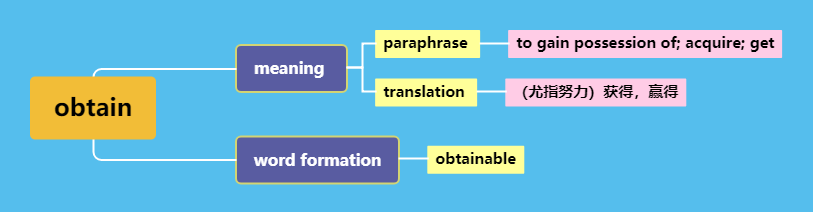 obtain
meaning
paraphrase
to gain possession of; acquire; get
translation
（尤指努力）获得，赢得
word formation
obtainable